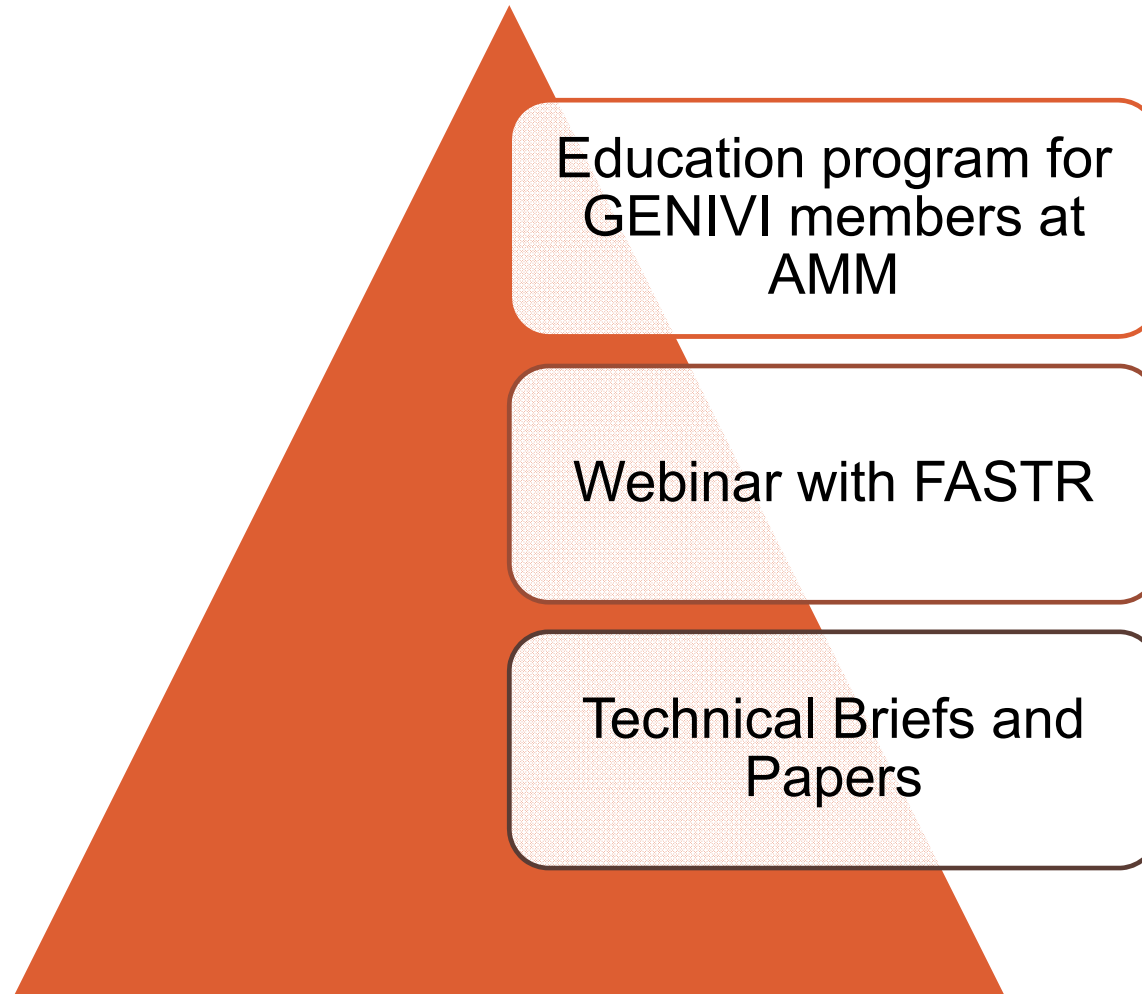 Education program for
GENIVI members at
AMM
Webinar with FASTR
Technical Briefs and
Papers